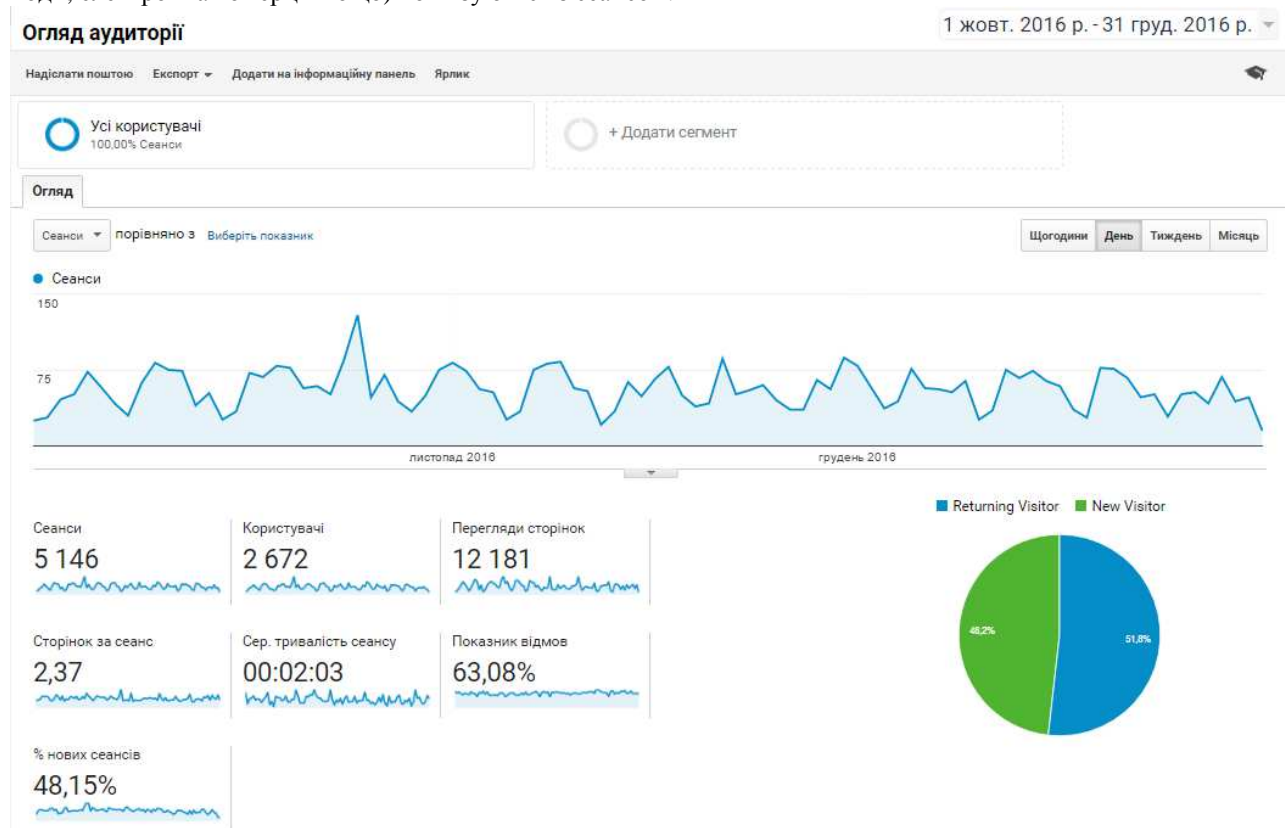 Огляд аудиторії
1 жовт. 2016 р. - 31 груд. 2016 р.
Надіслати поштою Експорт Додати на інформаційну панель Ярлик
Усі користувачі
100,00% Сеанси
+ Додати сегмент
Огляд
Сеанси порівняно з Виберіть показник
Щогодини День Тиждень Місяць
Сеанси
150
75
листопад 2016 грудень 2016
Returning Visitor New Visitor
Сеанси Користувачі Перегляди сторінок
5 146 2 672 12 181
48,2% 51,8%
Сторінок за сеанс Сер. тривалість сеансу Показник відмов
2,37 00:02:03 63,08%
% нових сеансів
48,15%